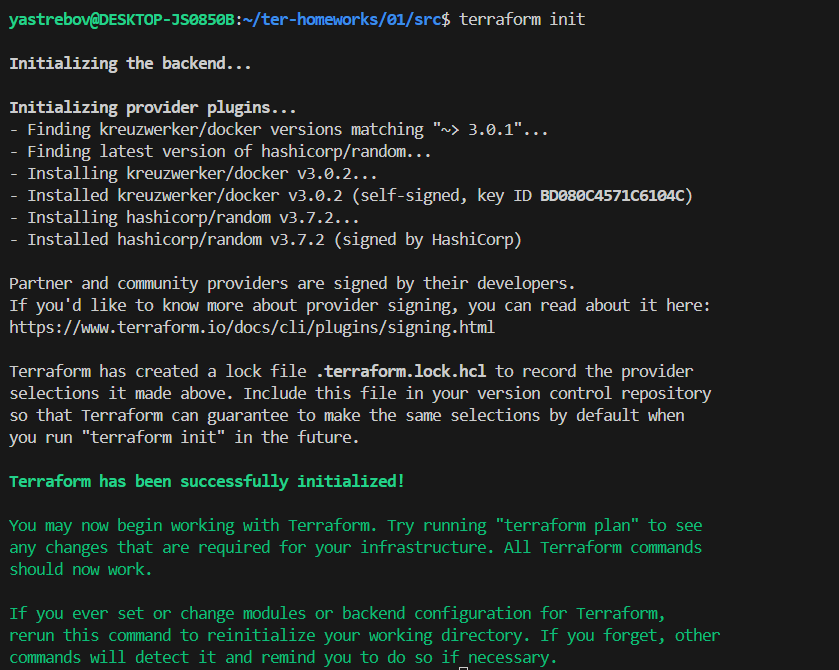 yastrebov@DESKTOP-JS0850B:~/ter-homeworks/01/src$ terraform init
Initializing the backend...
Initializing provider plugins...
- Finding kreuzwerker/docker versions matching "~> 3.0.1"...
- Finding latest version of hashicorp/random...
- Installing kreuzwerker/docker v3.0.2...
- Installed kreuzwerker/docker v3.0.2 (self-signed, key ID BD080C4571C6104C)
- Installing hashicorp/random v3.7.2...
- Installed hashicorp/random v3.7.2 (signed by HashiCorp)
Partner and community providers are signed by their developers.
If you'd like to know more about provider signing, you can read about it here:
https://www.terraform.io/docs/cli/plugins/signing.html
Terraform has created a lock file .terraform.lock.hcl to record the provider
selections it made above. Include this file in your version control repository
so that Terraform can guarantee to make the same selections by default when
you run "terraform init" in the future.
Terraform has been successfully initialized!
You may now begin working with Terraform. Try running "terraform plan" to see
any changes that are required for your infrastructure. All Terraform commands
should now work.
If you ever set or change modules or backend configuration for Terraform,
rerun this command to reinitialize your working directory. If you forget, other
commands will detect it and remind you to do so if necessary.